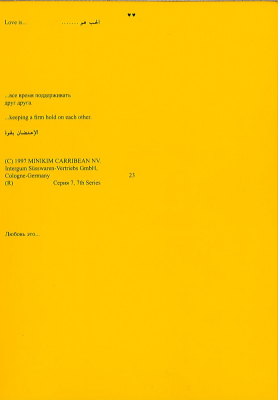 ♥♥
Love is... الحب هو .......
...всё время поддерживать
друг друга.
...keeping a firm hold on each other.
الإحتضان بقوة
(C) 1997 MINIKIM CARRIBEAN NV.
Intergum Süsswaren-Vertriebs GmbH,
Cologne-Germany 23
(R) Серия 7, 7th Series
Любовь это...